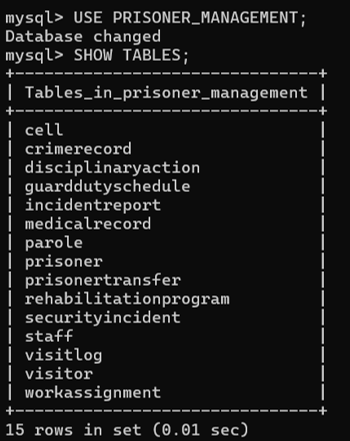 mysql> USE PRISONER_MANAGEMENT;
Database changed
mysql> SHOW TABLES;
+--------------------------------+
| Tables_in_prisoner_management |
+--------------------------------+
| cell |
| crimerecord |
| disciplinaryaction |
| guarddutyschedule |
| incidentreport |
| medicalrecord |
| parole |
| prisoner |
| prisonertransfer |
| rehabilitationprogram |
| securityincident |
| staff |
| visitlog |
| visitor |
| workassignment |
+--------------------------------+
15 rows in set (0.01 sec)